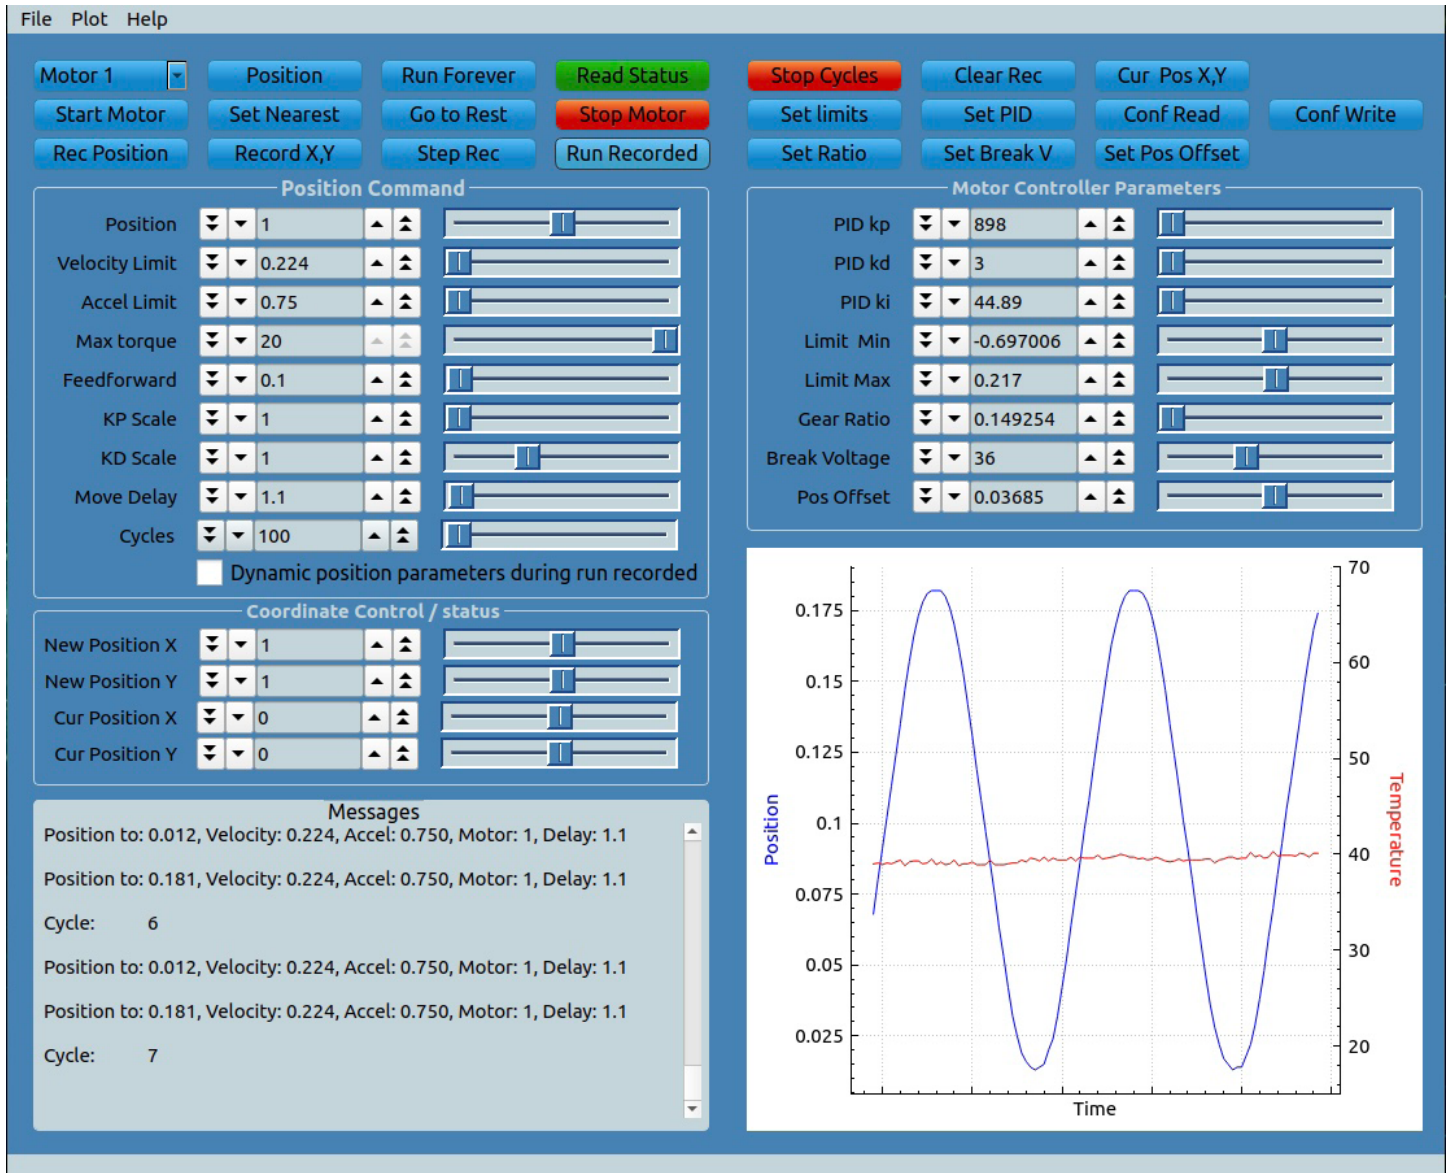 File Plot Help
Motor 1 Position Run Forever Read Status Stop Cycles Clear Rec Cur Pos X,Y
Start Motor Set Nearest Go to Rest Stop Motor Set limits Set PID Conf Read Conf Write
Rec Position Record X,Y Step Rec Run Recorded Set Ratio Set Break V Set Pos Offset
Position Command
Position 1
Velocity Limit 0.224
Accel Limit 0.75
Max torque 20
Feedforward 0.1
KP Scale 1
KD Scale 1
Move Delay 1.1
Cycles 100
Dynamic position parameters during run recorded
Coordinate Control / status
New Position X 1
New Position Y 1
Cur Position X 0
Cur Position Y 0
Messages
Position to: 0.012, Velocity: 0.224, Accel: 0.750, Motor: 1, Delay: 1.1
Position to: 0.181, Velocity: 0.224, Accel: 0.750, Motor: 1, Delay: 1.1
Cycle: 6
Position to: 0.012, Velocity: 0.224, Accel: 0.750, Motor: 1, Delay: 1.1
Position to: 0.181, Velocity: 0.224, Accel: 0.750, Motor: 1, Delay: 1.1
Cycle: 7
Motor Controller Parameters
PID kp 898
PID kd 3
PID ki 44.89
Limit Min -0.697006
Limit Max 0.217
Gear Ratio 0.149254
Break Voltage 36
Pos Offset 0.03685
Position
0.175
0.15
0.125
0.1
0.075
0.05
0.025
70
60
50
40
30
20
Temperature
Time